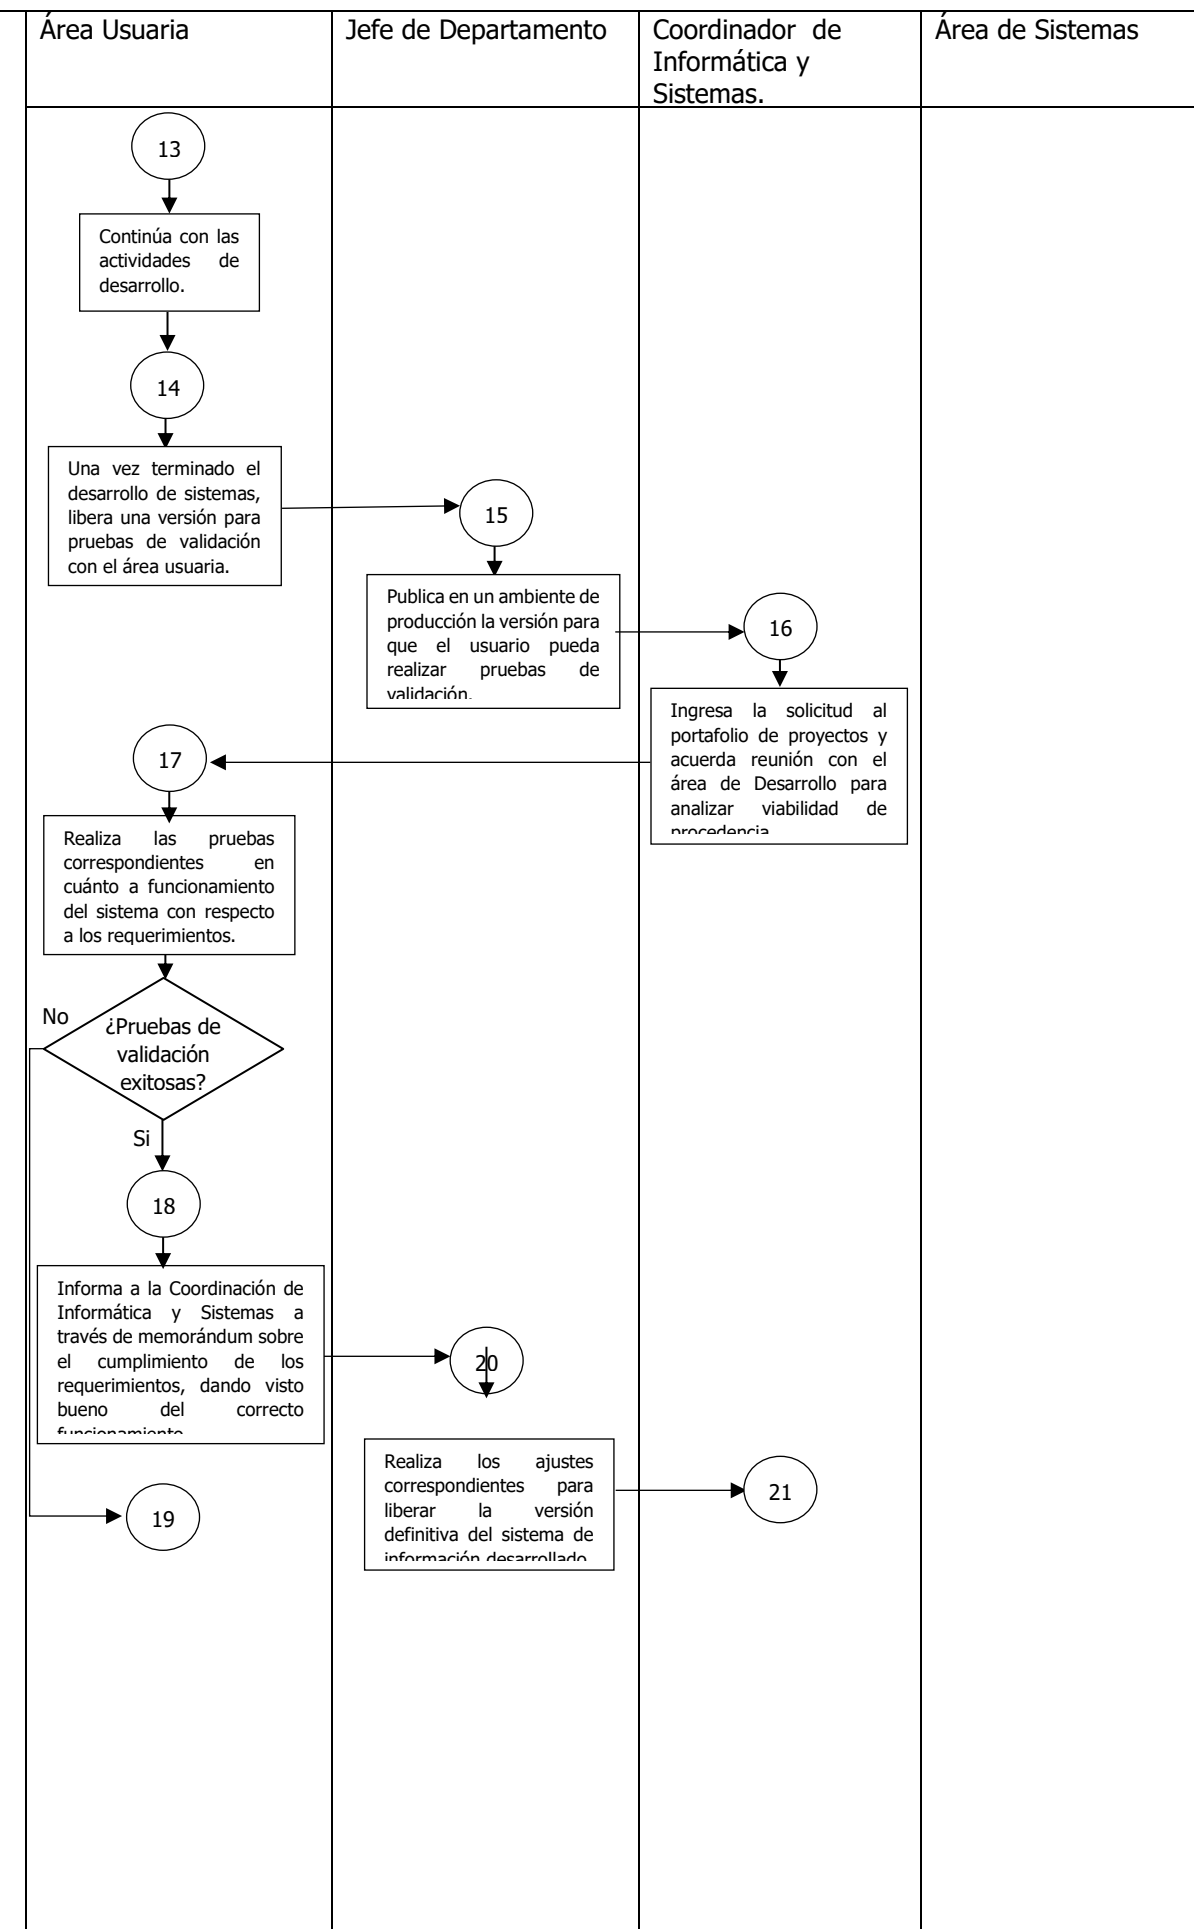 Área Usuaria
Jefe de Departamento
Coordinador de
Informática y
Sistemas.
Área de Sistemas
13
Continúa con las
actividades de
desarrollo.
14
Una vez terminado el
desarrollo de sistemas,
libera una versión para
pruebas de validación
con el área usuaria.
15
Publica en un ambiente de
producción la versión para
que el usuario pueda
realizar pruebas de
validación.
16
Ingresa la solicitud al
portafolio de proyectos y
acuerda reunión con el
área de Desarrollo para
analizar viabilidad de
procedencia
17
Realiza las pruebas
correspondientes en
cuánto a funcionamiento
del sistema con respecto
a los requerimientos.
No
¿Pruebas de
validación
exitosas?
Si
18
Informa a la Coordinación de
Informática y Sistemas a
través de memorándum sobre
el cumplimiento de los
requerimientos, dando visto
bueno del correcto
funcionamiento
20
Realiza los ajustes
correspondientes para
liberar la versión
definitiva del sistema de
información desarrollado
21
19